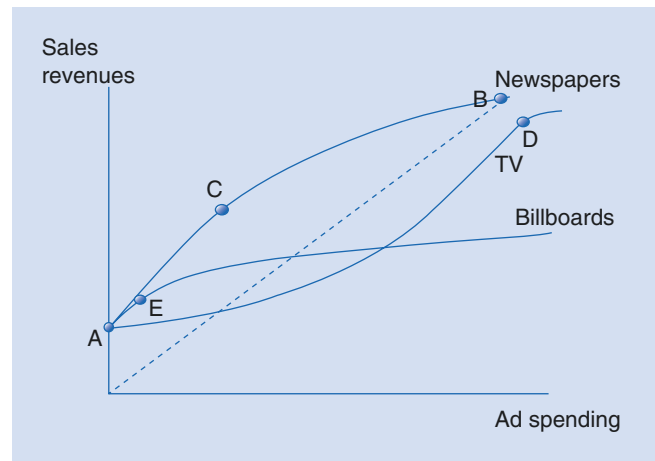 Sales
revenues
Newspapers
B
D
TV
C
Billboards
E
A
Ad spending